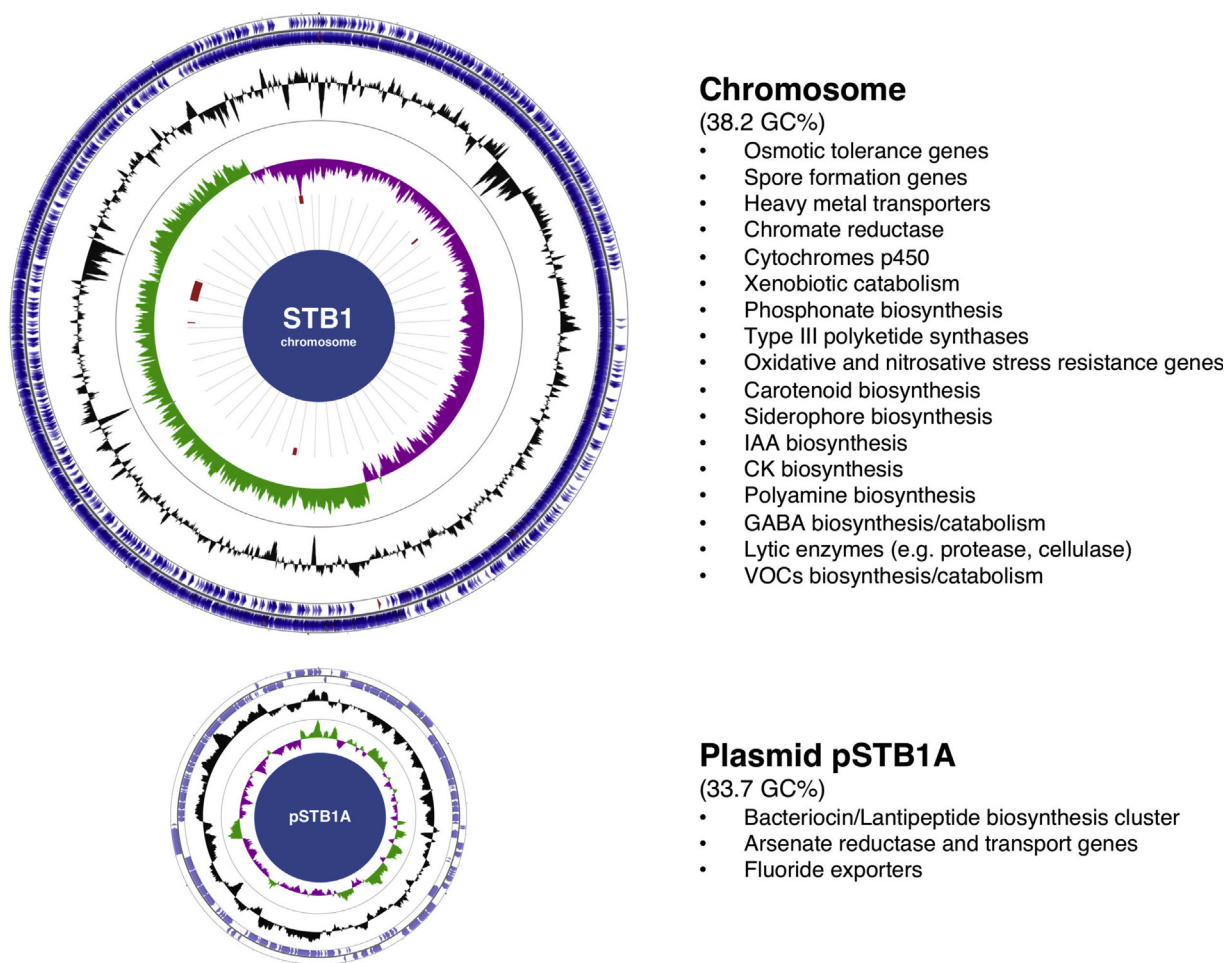 STB1
chromosome
Chromosome
(38.2 GC%)
• Osmotic tolerance genes
• Spore formation genes
• Heavy metal transporters
• Chromate reductase
• Cytochromes p450
• Xenobiotic catabolism
• Phosphonate biosynthesis
• Type III polyketide synthases
• Oxidative and nitrosative stress resistance genes
• Carotenoid biosynthesis
• Siderophore biosynthesis
• IAA biosynthesis
• CK biosynthesis
• Polyamine biosynthesis
• GABA biosynthesis/catabolism
• Lytic enzymes (e.g. protease, cellulase)
• VOCs biosynthesis/catabolism
pSTB1A
Plasmid pSTB1A
(33.7 GC%)
• Bacteriocin/Lantipeptide biosynthesis cluster
• Arsenate reductase and transport genes
• Fluoride exporters